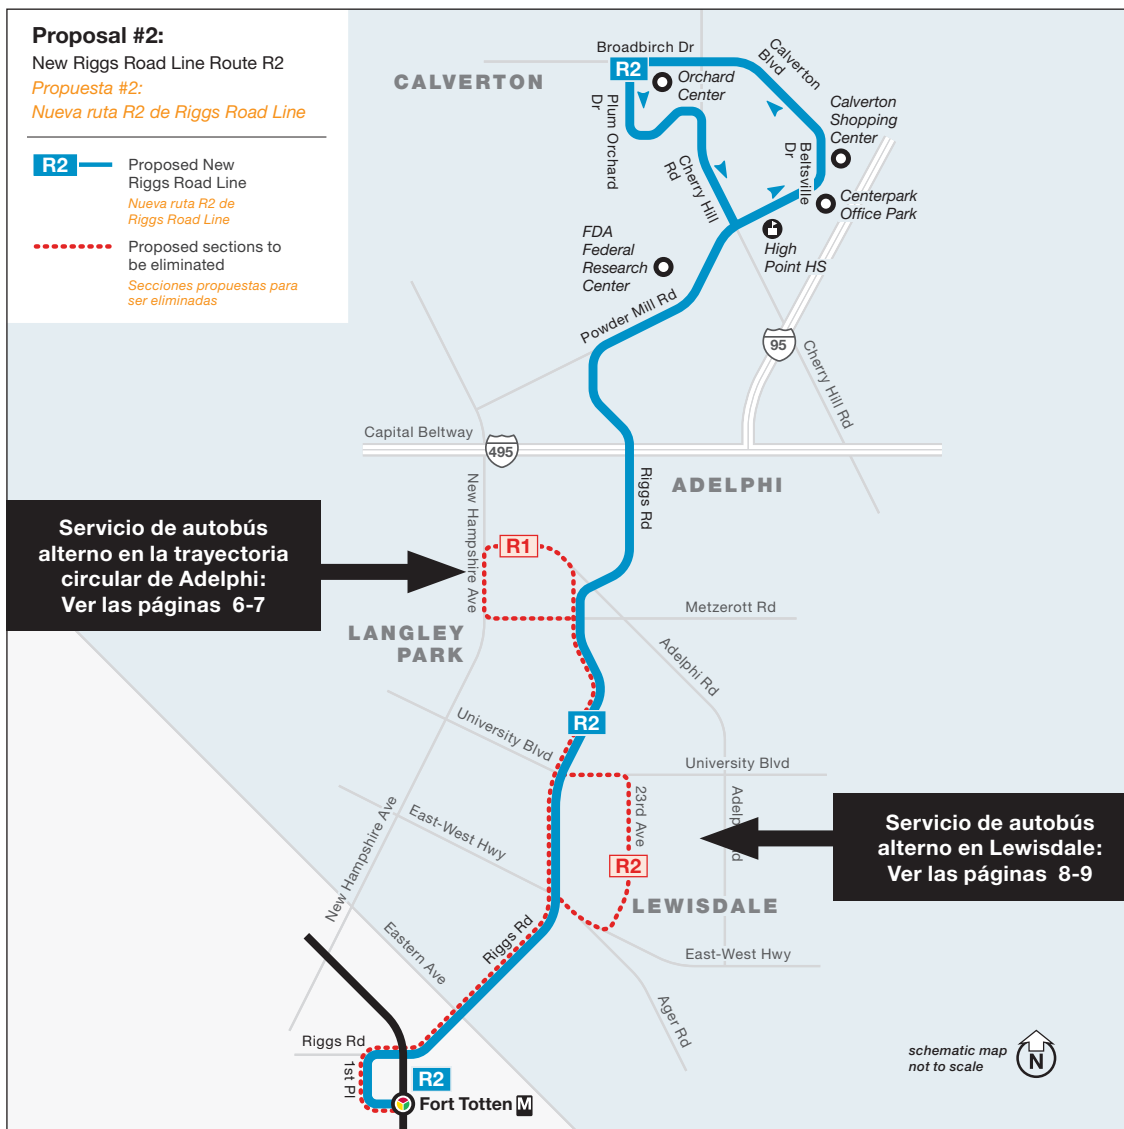 Proposal #2:
New Riggs Road Line Route R2
Propuesta #2:
Nueva ruta R2 de Riggs Road Line
R2
Proposed New
Riggs Road Line
Nueva ruta R2 de
Riggs Road Line
Proposed sections to
be eliminated
Secciones propuestas para
ser eliminadas
Broadbirch Dr
CALVERTON
R2
Orchard
Center
Calverton
Blvd
Plum Orchard
Dr
Calverton
Shopping
Center
Cherry Hill
Rd
Beltsville
Dr
Centerpark
Office Park
FDA
Federal
Research
Center
High
Point HS
Powder Mill Rd
95
Cherry Hill Rd
Capital Beltway
495
ADELPHI
Riggs Rd
New Hampshire Ave
Servicio de autobús
alterno en la trayectoria
circular de Adelphi:
Ver las páginas 6-7
R1
Metzerott Rd
LANGLEY
PARK
Adelphi Rd
R2
University Blvd
University Blvd
23rd Ave
Adelphi Rd
East-West Hwy
New Hampshire Ave
Servicio de autobús
alterno en Lewisdale:
Ver las páginas 8-9
R2
LEWISDALE
Riggs Rd
Eastern Ave
East-West Hwy
Ager Rd
Riggs Rd
1st Pl
R2
Fort Totten M
schematic map
not to scale
N